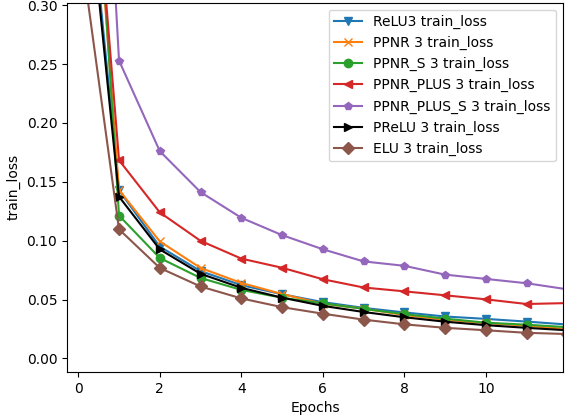 0.30
0.25
0.20
0.15
0.10
0.05
0.00
train_loss
ReLU3 train_loss
PPNR 3 train_loss
PPNR_S 3 train_loss
PPNR_PLUS 3 train_loss
PPNR_PLUS_S 3 train_loss
PReLU 3 train_loss
ELU 3 train_loss
0 2 4 6 8 10
Epochs